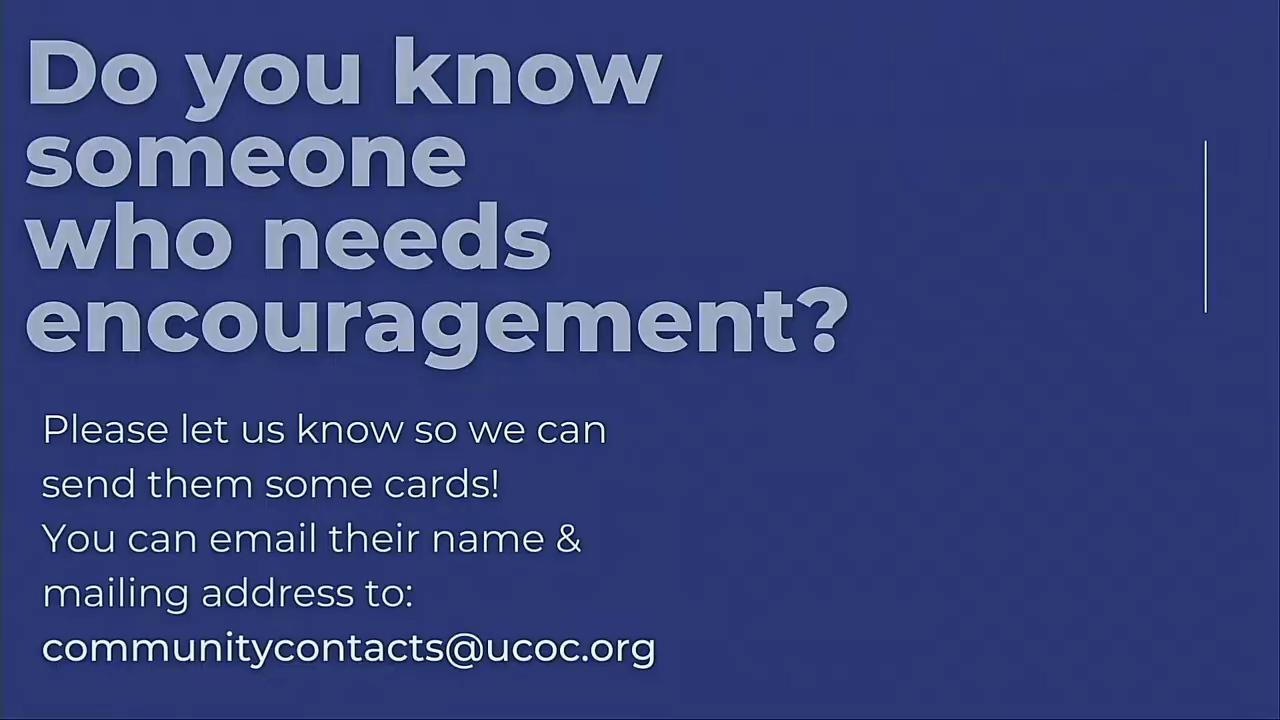 Do you know
someone
who needs
encouragement?
Please let us know so we can
send them some cards!
You can email their name &
mailing address to:
communitycontacts@ucoc.org